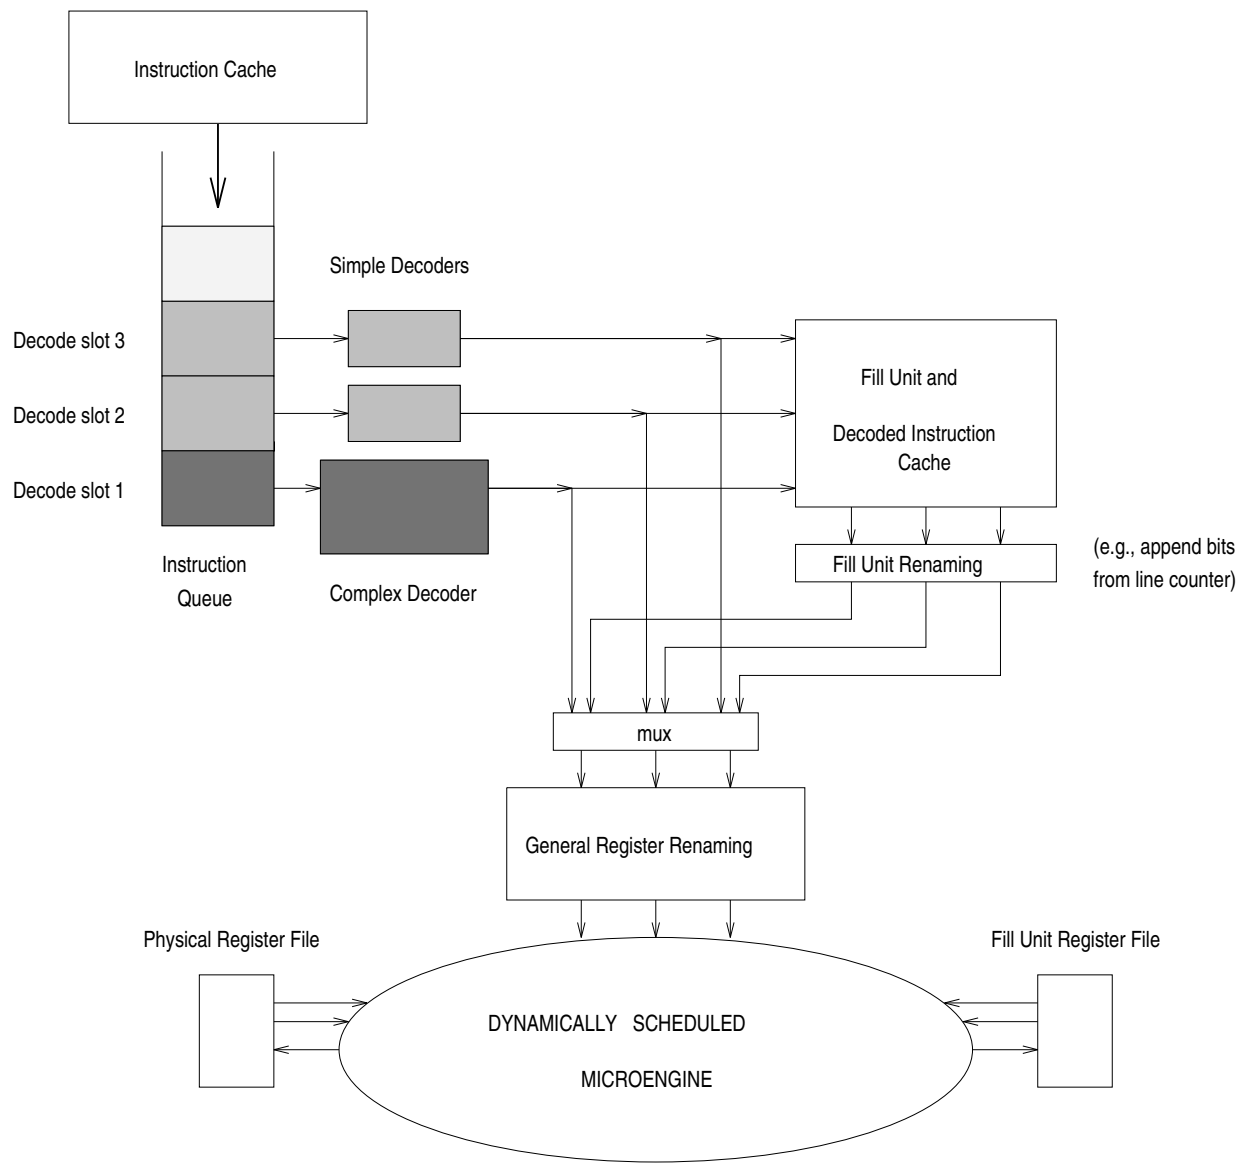 Instruction Cache
Simple Decoders
Decode slot 3
Decode slot 2
Decode slot 1
Fill Unit and
Decoded Instruction
Cache
Instruction
Queue
Complex Decoder
Fill Unit Renaming
(e.g., append bits
from line counter)
mux
General Register Renaming
Physical Register File
Fill Unit Register File
DYNAMICALLY SCHEDULED
MICROENGINE